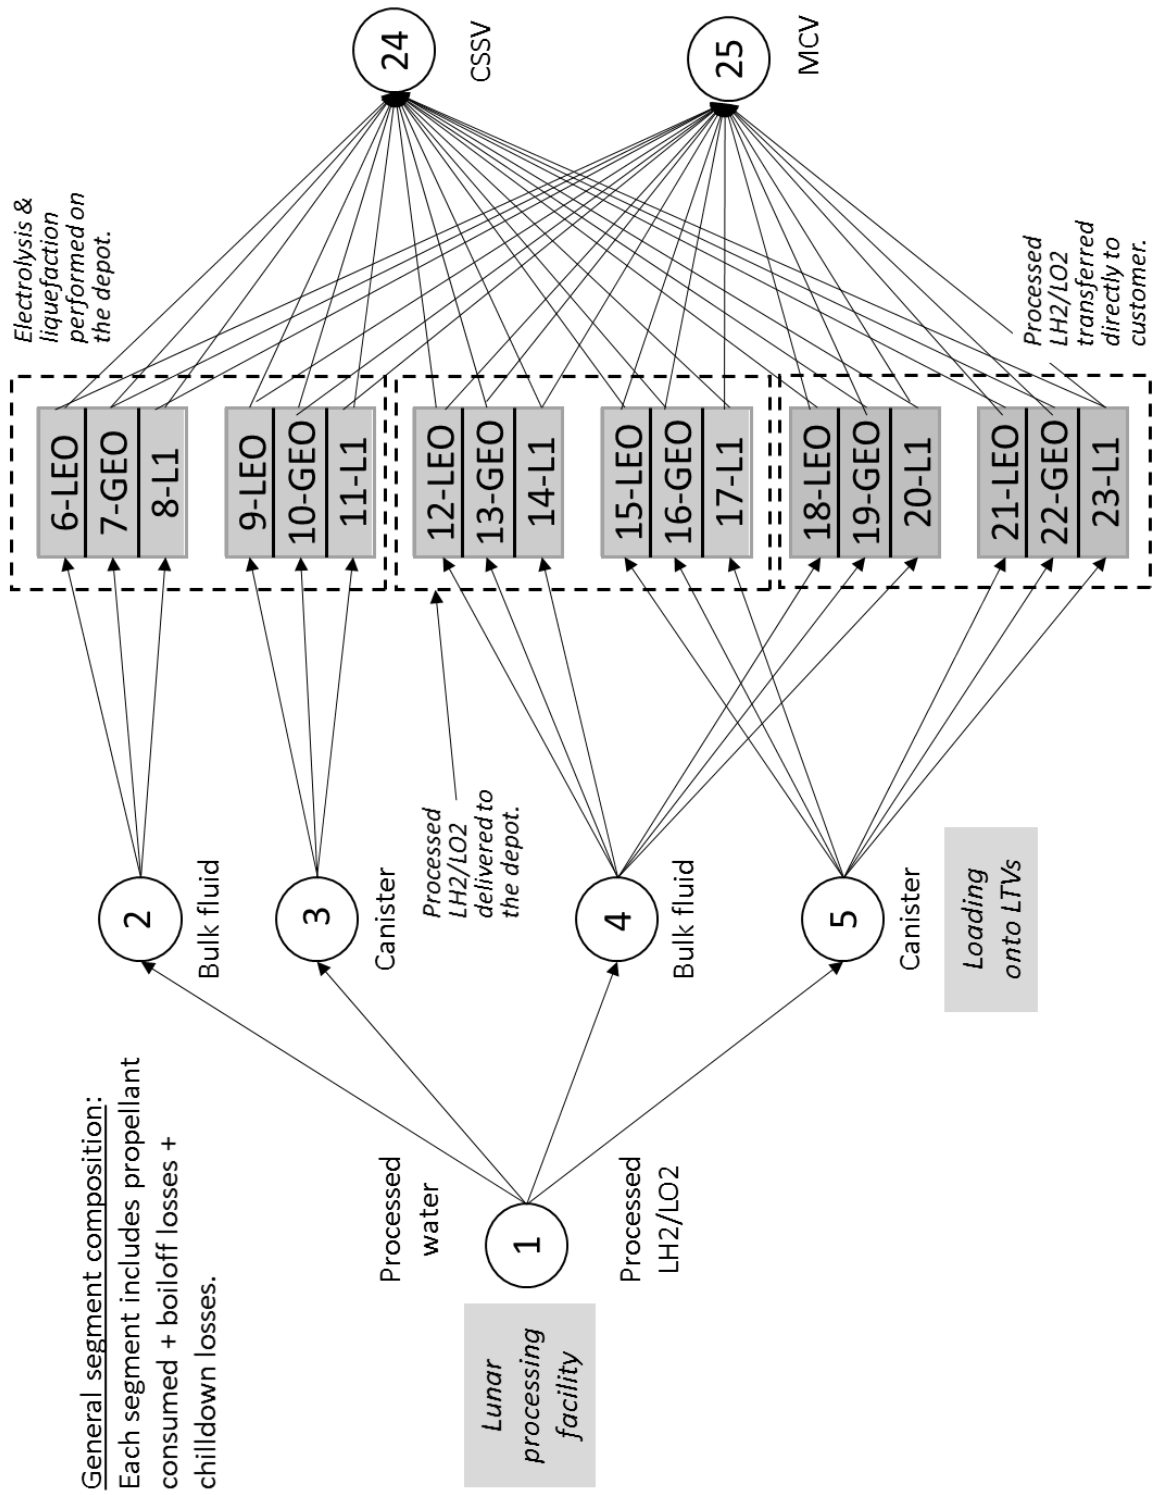 General segment composition:
Each segment includes propellant
consumed + boiloff losses +
chilldown losses.
Lunar
processing
facility
1
Processed
water
Processed
LH2/LO2
2
Bulk fluid
3
Canister
4
Bulk fluid
5
Canister
Loading
onto LTVs
Processed
LH2/LO2
delivered to
the depot.
6-LEO
7-GEO
8-L1
9-LEO
10-GEO
11-L1
12-LEO
13-GEO
14-L1
15-LEO
16-GEO
17-L1
18-LEO
19-GEO
20-L1
21-LEO
22-GEO
23-L1
Electrolysis &
liquefaction
performed on
the depot.
Processed
LH2/LO2
transferred
directly to
customer.
24
CSSV
25
MCV